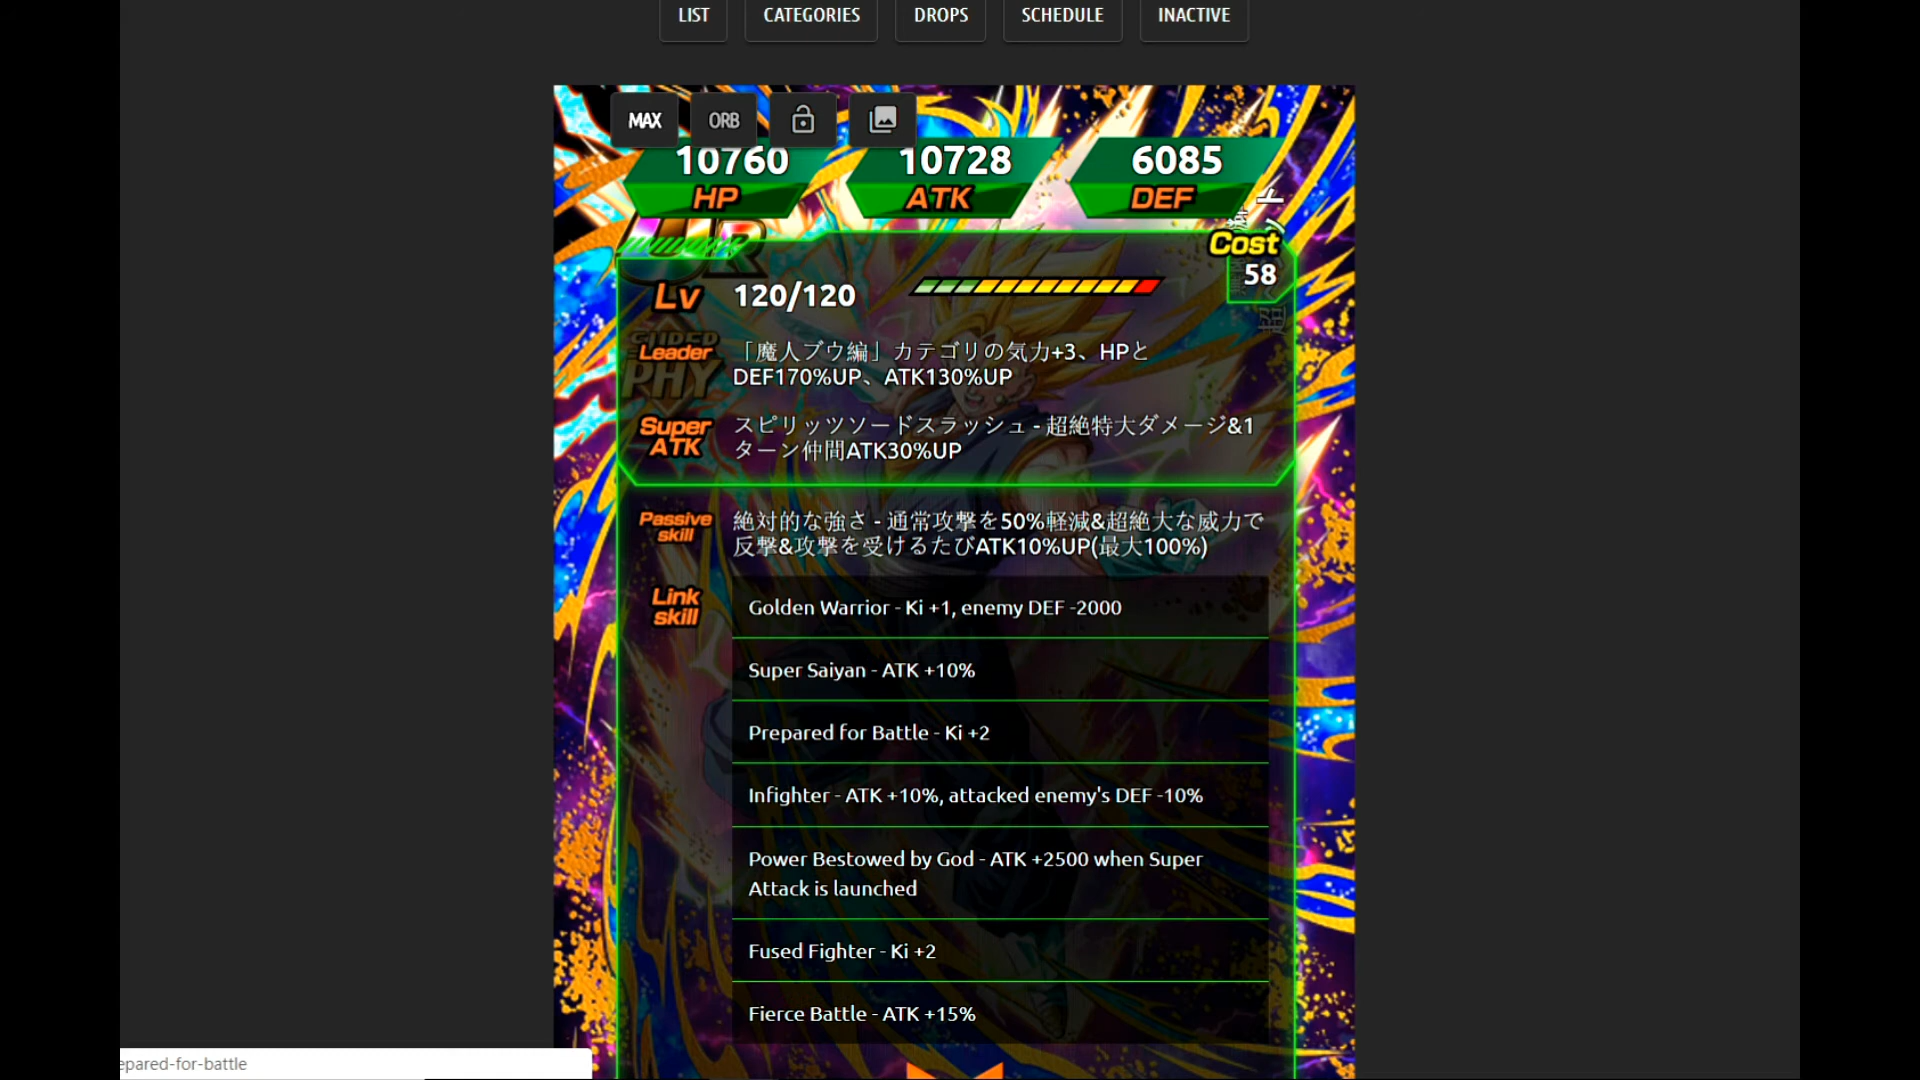 LIST CATEGORIES DROPS SCHEDULE INACTIVE
MAX ORB
10760 10728 6085
HP ATK DEF
UR
Cost
58
Lv 120/120
Leader 「魔人ブウ編」カテゴリの気力+3、HPと
DEF170%UP、ATK130%UP
SUPER
PHY
Super
ATK
スピリッツソードスラッシュ - 超絶特大ダメージ&1
ターン仲間ATK30%UP
Passive
skill
絶対的な強さ - 通常攻撃を50%軽減&超絶大な威力で
反撃&攻撃を受けるたびATK10%UP(最大100%)
Link
skill
Golden Warrior - Ki +1, enemy DEF -2000
Super Saiyan - ATK +10%
Prepared for Battle - Ki +2
Infighter - ATK +10%, attacked enemy's DEF -10%
Power Bestowed by God - ATK +2500 when Super
Attack is launched
Fused Fighter - Ki +2
Fierce Battle - ATK +15%
epared-for-battle